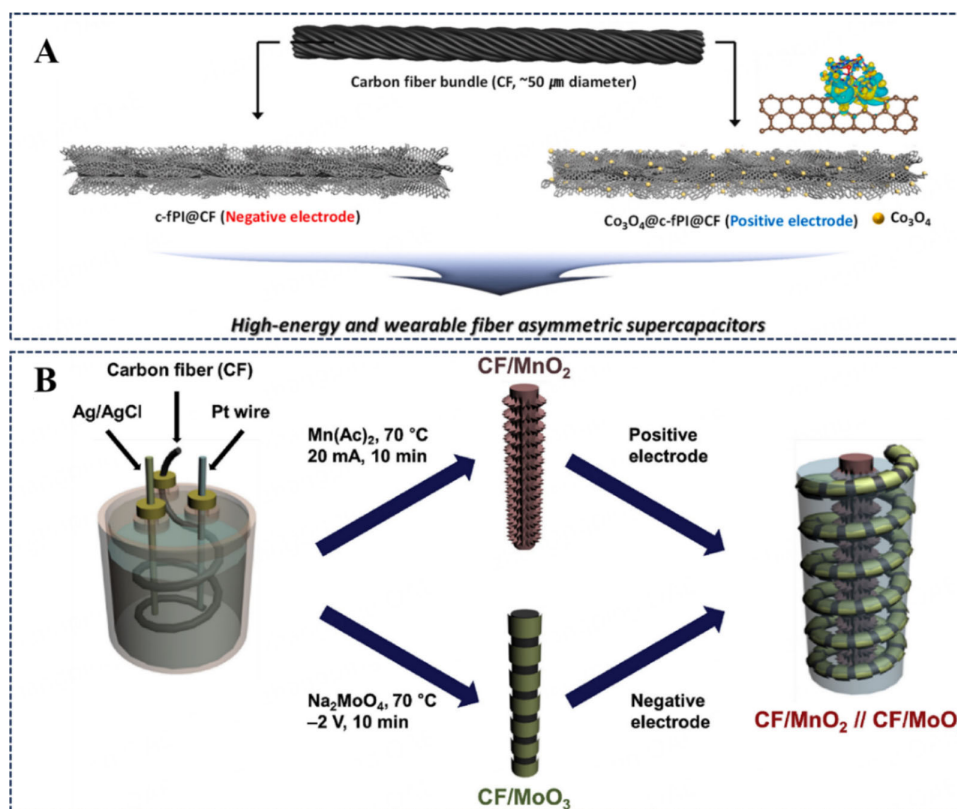 A
Carbon fiber bundle (CF, ~50 ㎛ diameter)
c-fPI@CF (Negative electrode)
Co₃O₄@c-fPI@CF (Positive electrode) Co₃O₄
High-energy and wearable fiber asymmetric supercapacitors
B
Carbon fiber (CF)
Ag/AgCl
Pt wire
Mn(Ac)₂, 70 °C
20 mA, 10 min
CF/MnO₂
Positive
electrode
Na₂MoO₄, 70 °C
–2 V, 10 min
CF/MoO₃
Negative
electrode
CF/MnO₂ // CF/MoO